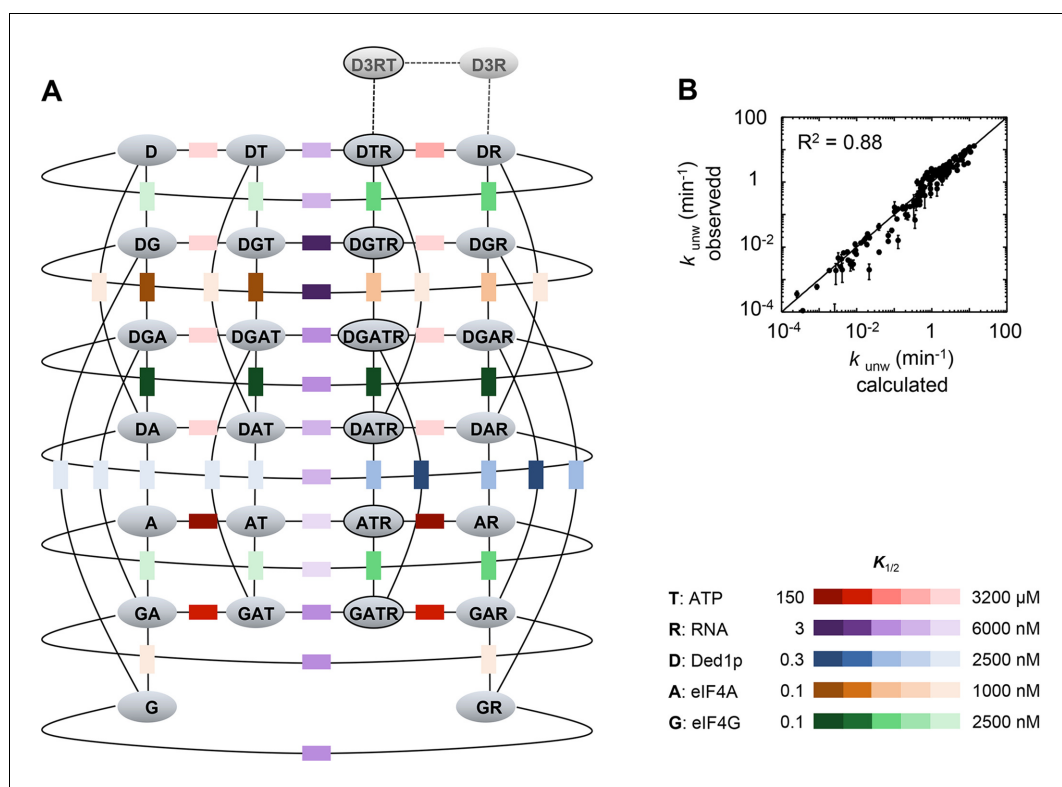 A
D3RT D3R
D DT DTR DR
DG DGT DGTR DGR
DGA DGAT DGATR DGAR
DA DAT DATR DAR
A AT ATR AR
GA GAT GATR GAR
G GR
B
100
R² = 0.88
1
10⁻²
10⁻⁴
k unw (min⁻¹)
observedd
10⁻⁴ 10⁻² 1 100
k unw (min⁻¹)
calculated
K1/2
T: ATP 150 3200 µM
R: RNA 3 6000 nM
D: Ded1p 0.3 2500 nM
A: eIF4A 0.1 1000 nM
G: eIF4G 0.1 2500 nM